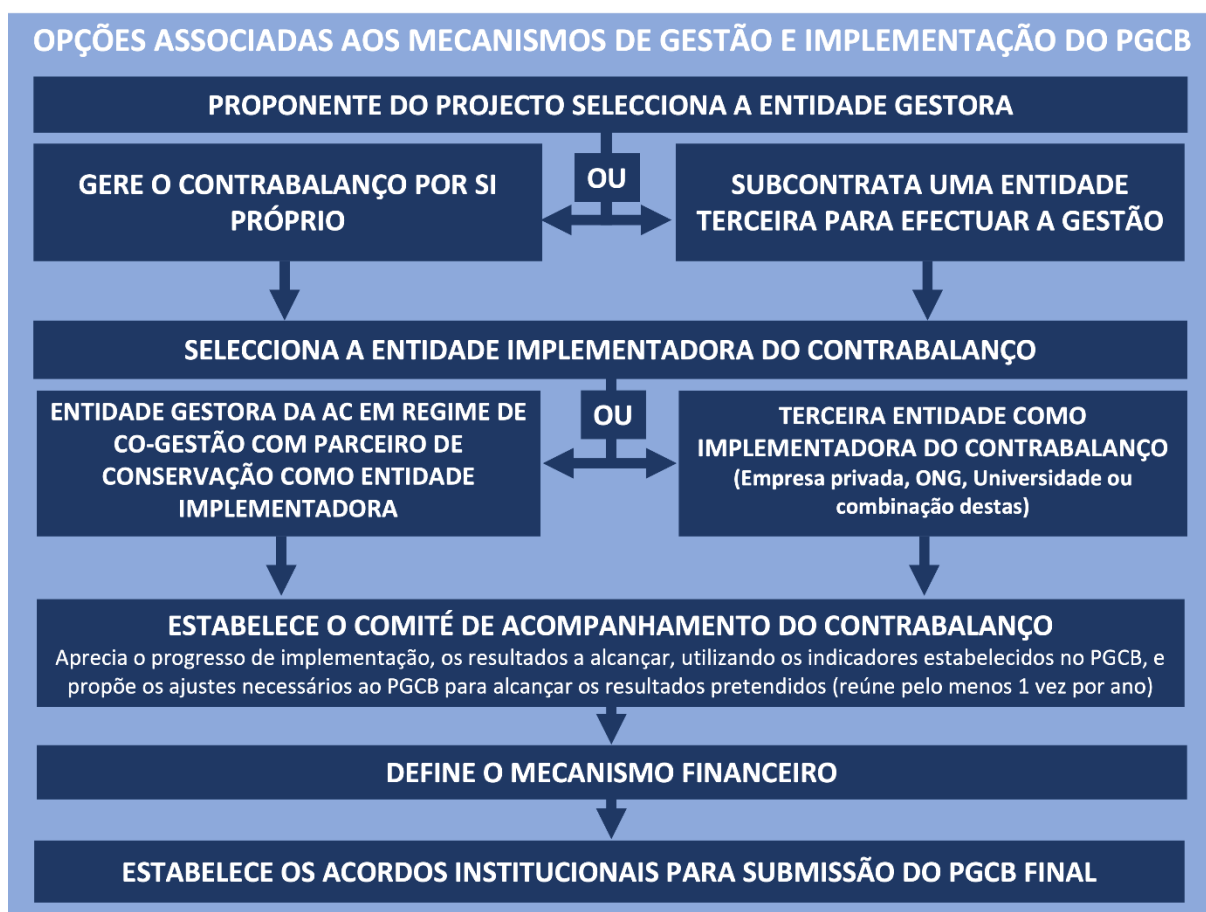 OPÇÕES ASSOCIADAS AOS MECANISMOS DE GESTÃO E IMPLEMENTAÇÃO DO PGCB
PROPONENTE DO PROJECTO SELECCIONA A ENTIDADE GESTORA
GERE O CONTRABALANÇO POR SI
PRÓPRIO
OU
SUBCONTRATA UMA ENTIDADE
TERCEIRA PARA EFECTUAR A GESTÃO
SELECCIONA A ENTIDADE IMPLEMENTADORA DO CONTRABALANÇO
ENTIDADE GESTORA DA AC EM REGIME DE
CO-GESTÃO COM PARCEIRO DE
CONSERVAÇÃO COMO ENTIDADE
IMPLEMENTADORA
OU
TERCEIRA ENTIDADE COMO
IMPLEMENTADORA DO CONTRABALANÇO
(Empresa privada, ONG, Universidade ou
combinação destas)
ESTABELECE O COMITÉ DE ACOMPANHAMENTO DO CONTRABALANÇO
Aprecia o progresso de implementação, os resultados a alcançar, utilizando os indicadores estabelecidos no PGCB, e
propõe os ajustes necessários ao PGCB para alcançar os resultados pretendidos (reúne pelo menos 1 vez por ano)
DEFINE O MECANISMO FINANCEIRO
ESTABELECE OS ACORDOS INSTITUCIONAIS PARA SUBMISSÃO DO PGCB FINAL